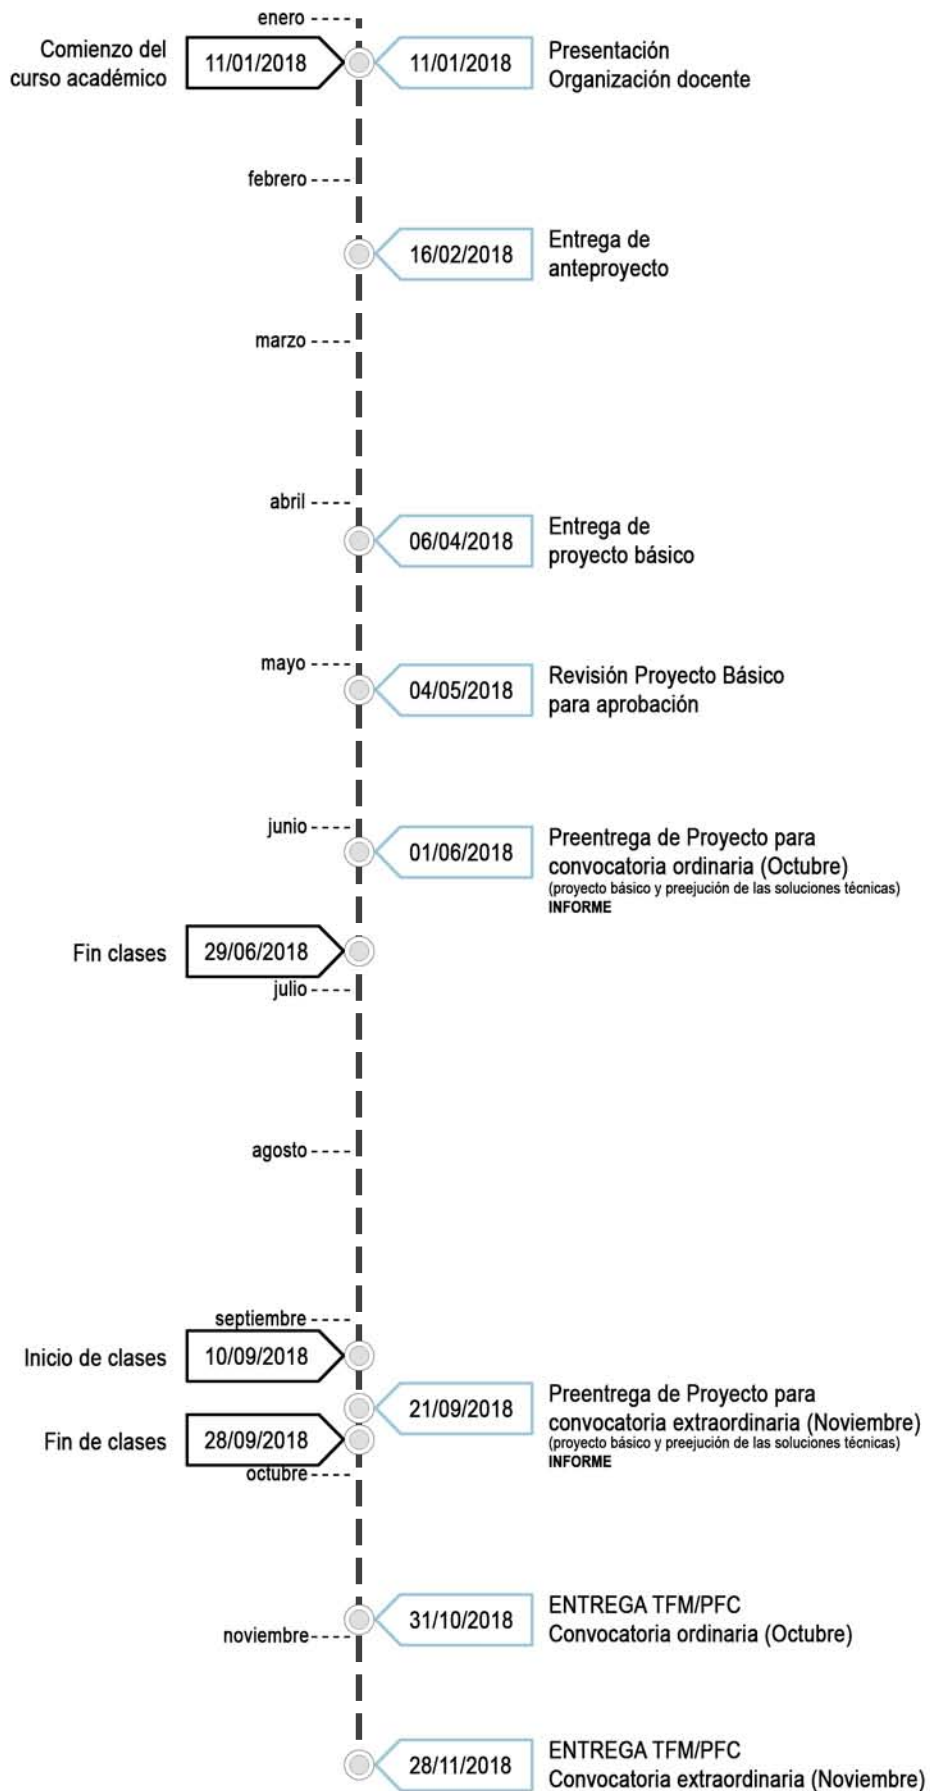 enero
Comienzo del
curso académico
11/01/2018
11/01/2018
Presentación
Organización docente
febrero
16/02/2018
Entrega de
anteproyecto
marzo
abril
06/04/2018
Entrega de
proyecto básico
mayo
04/05/2018
Revisión Proyecto Básico
para aprobación
junio
01/06/2018
Preentrega de Proyecto para
convocatoria ordinaria (Octubre)
(proyecto básico y preejución de las soluciones técnicas)
INFORME
Fin clases
29/06/2018
julio
agosto
septiembre
Inicio de clases
10/09/2018
21/09/2018
Preentrega de Proyecto para
convocatoria extraordinaria (Noviembre)
(proyecto básico y preejución de las soluciones técnicas)
INFORME
Fin de clases
28/09/2018
octubre
31/10/2018
ENTREGA TFM/PFC
Convocatoria ordinaria (Octubre)
noviembre
28/11/2018
ENTREGA TFM/PFC
Convocatoria extraordinaria (Noviembre)